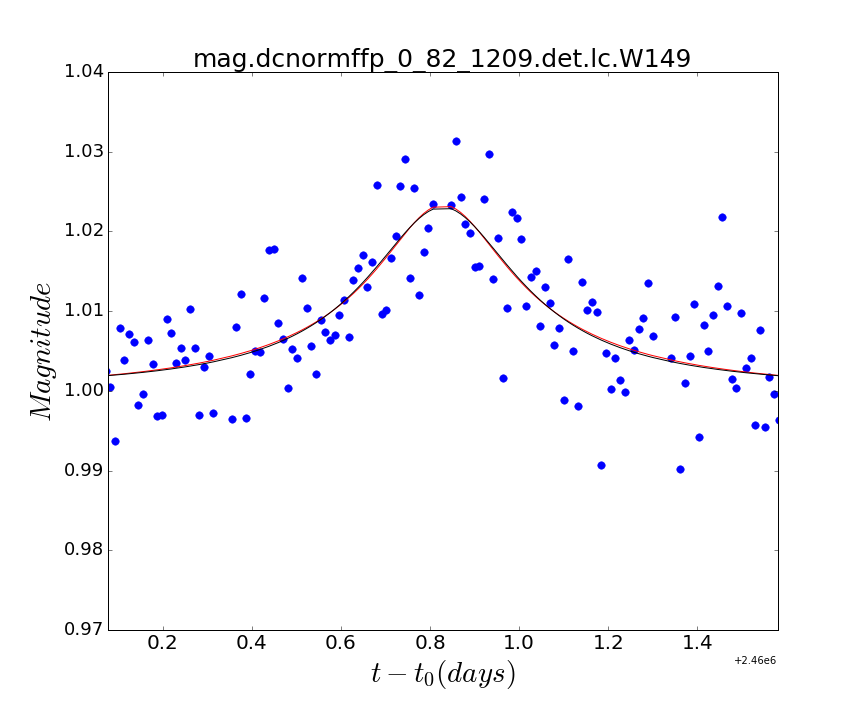 mag.dcnormffp_0_82_1209.det.lc.W149
1.04
1.03
1.02
1.01
1.00
0.99
0.98
0.97
Magnitude
0.2 0.4 0.6 0.8 1.0 1.2 1.4
+2.46e6
t − t₀(days)